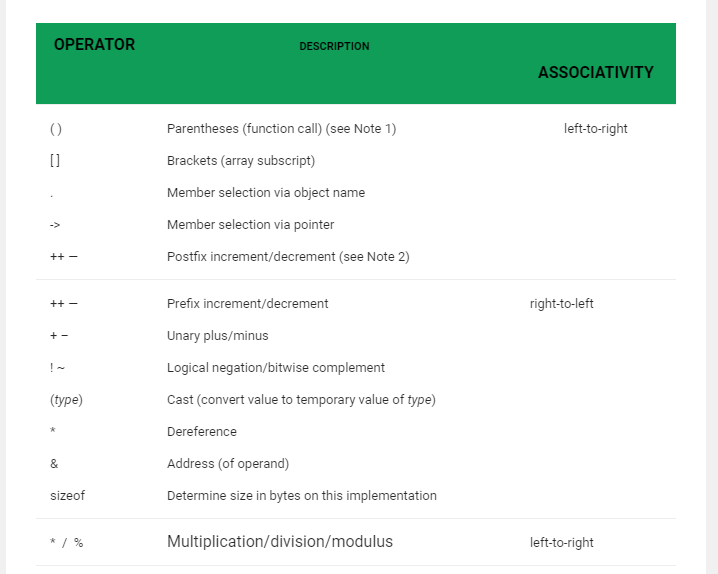 OPERATOR DESCRIPTION
ASSOCIATIVITY
( ) Parentheses (function call) (see Note 1) left-to-right
[ ] Brackets (array subscript)
. Member selection via object name
-> Member selection via pointer
++ — Postfix increment/decrement (see Note 2)
++ — Prefix increment/decrement right-to-left
+ – Unary plus/minus
! ~ Logical negation/bitwise complement
(type) Cast (convert value to temporary value of type)
* Dereference
& Address (of operand)
sizeof Determine size in bytes on this implementation
* / % Multiplication/division/modulus left-to-right